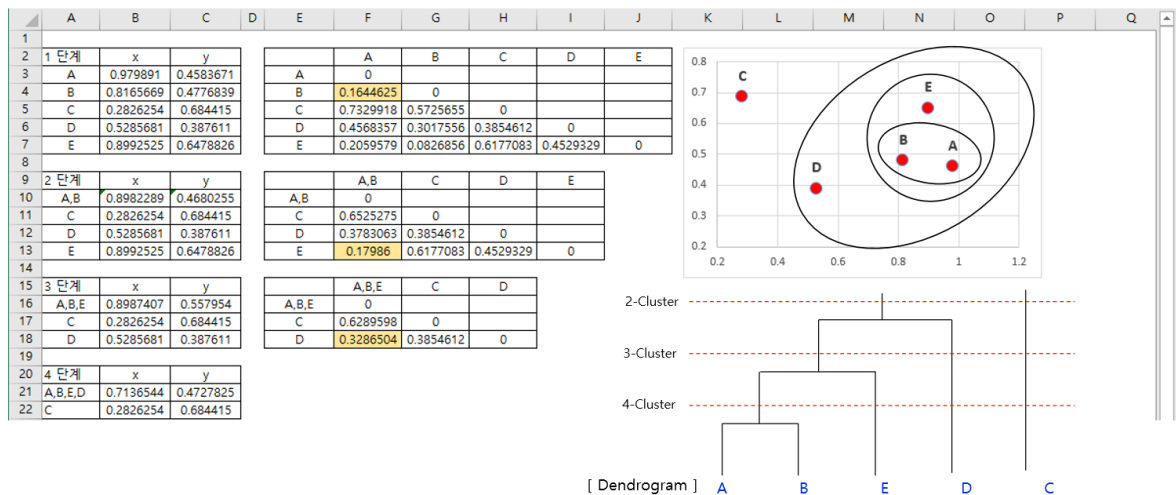 A B C D E F G H I J K L M N O P Q
1
2 1 단계 x y A B C D E
3 A 0.979891 0.4583671 A 0
4 B 0.8165669 0.4776839 B 0.1644625 0
5 C 0.2826254 0.684415 C 0.7329918 0.5725655 0
6 D 0.5285681 0.387611 D 0.4568357 0.3017556 0.3854612 0
7 E 0.8992525 0.6478826 E 0.2059579 0.0826856 0.6177083 0.4529329 0
8
9 2 단계 x y A,B C D E
10 A,B 0.8982289 0.4680255 A,B 0
11 C 0.2826254 0.684415 C 0.6525275 0
12 D 0.5285681 0.387611 D 0.3783063 0.3854612 0
13 E 0.8992525 0.6478826 E 0.17986 0.6177083 0.4529329 0
14
15 3 단계 x y A,B,E C D
16 A,B,E 0.8987407 0.557954 A,B,E 0
17 C 0.2826254 0.684415 C 0.6289598 0
18 D 0.5285681 0.387611 D 0.3286504 0.3854612 0
19
20 4 단계 x y
21 A,B,E,D 0.7136544 0.4727825
22 C 0.2826254 0.684415
0.8
0.7
0.6
0.5
0.4
0.3
0.2
C
E
B A
D
0.2 0.4 0.6 0.8 1 1.2
2-Cluster
3-Cluster
4-Cluster
[ Dendrogram ] A B E D C